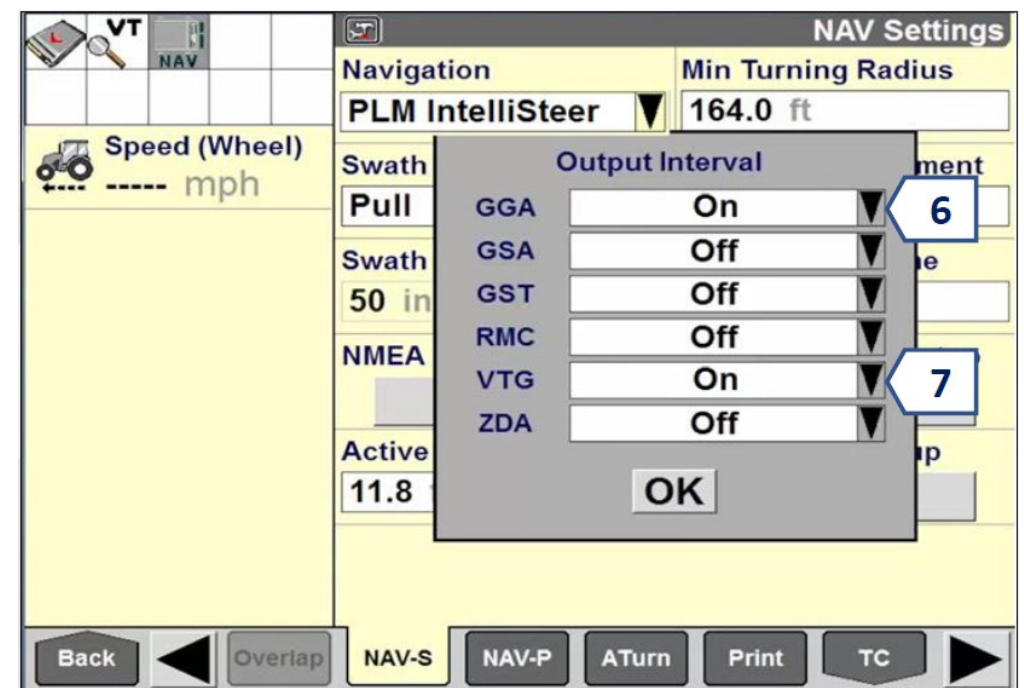 VT
NAV
NAV Settings
Speed (Wheel)
----- mph
Navigation
Min Turning Radius
PLM IntelliSteer
164.0 ft
Swath
ment
Pull
Output Interval
GGA On
6
GSA Off
Swath
GST Off
50 in
RMC Off
NMEA
VTG On
7
ZDA Off
Active
up
11.8
OK
Back
Overlap
NAV-S
NAV-P
ATurn
Print
TC